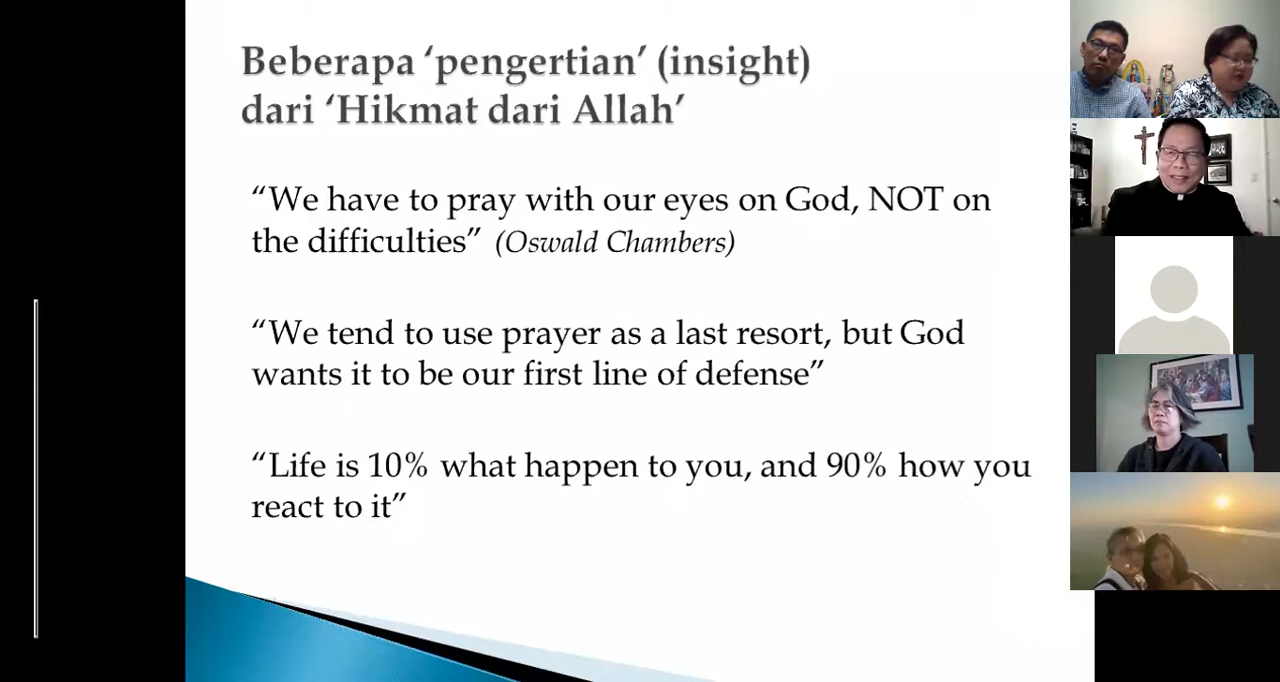 Beberapa ‘pengertian’ (insight)
dari ‘Hikmat dari Allah’
“We have to pray with our eyes on God, NOT on
the difficulties” (Oswald Chambers)
“We tend to use prayer as a last resort, but God
wants it to be our first line of defense”
“Life is 10% what happen to you, and 90% how you
react to it”